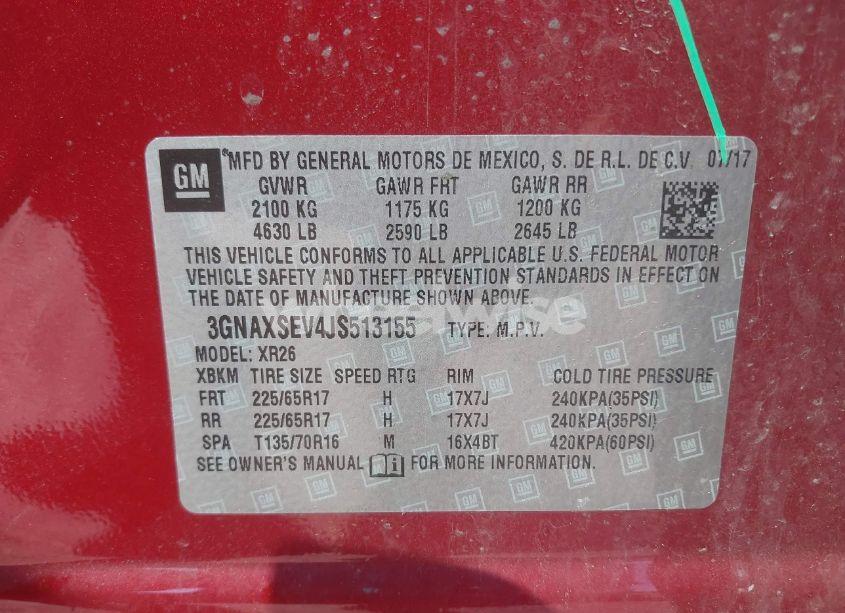 GM ®MFD BY GENERAL MOTORS DE MEXICO, S. DE R.L. DE C.V. 07/17
GVWR GAWR FRT GAWR RR
2100 KG 1175 KG 1200 KG
4630 LB 2590 LB 2645 LB
THIS VEHICLE CONFORMS TO ALL APPLICABLE U.S. FEDERAL MOTOR
VEHICLE SAFETY AND THEFT PREVENTION STANDARDS IN EFFECT ON
THE DATE OF MANUFACTURE SHOWN ABOVE.
3GNAXSEV4JS513155 TYPE: M.P.V.
MODEL: XR26
XBKM TIRE SIZE SPEED RTG RIM COLD TIRE PRESSURE
FRT 225/65R17 H 17X7J 240KPA(35PSI)
RR 225/65R17 H 17X7J 240KPA(35PSI)
SPA T135/70R16 M 16X4BT 420KPA(60PSI)
SEE OWNER'S MANUAL FOR MORE INFORMATION.